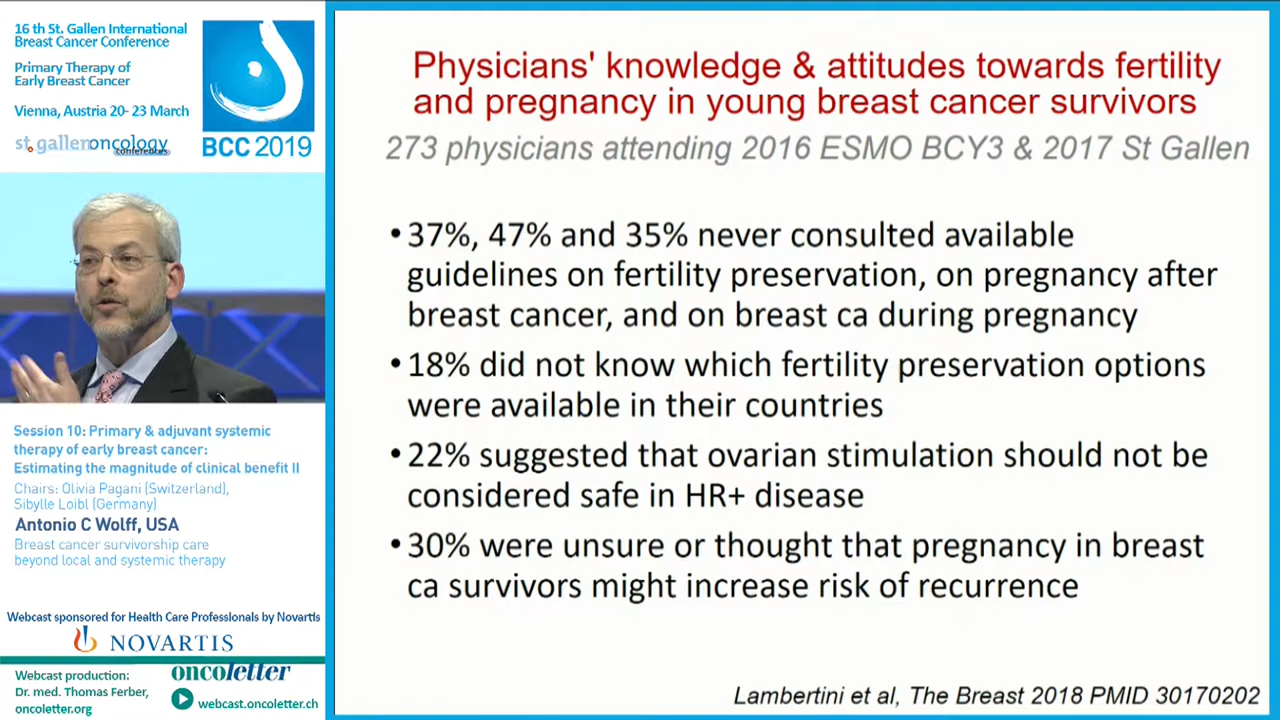 16 th St. Gallen International
Breast Cancer Conference
Primary Therapy of
Early Breast Cancer
Vienna, Austria 20- 23 March
st.gallenoncology
conferences
BCC 2019
Session 10: Primary & adjuvant systemic
therapy of early breast cancer:
Estimating the magnitude of clinical benefit II
Chairs: Olivia Pagani (Switzerland),
Sibylle Loibl (Germany)
Antonio C Wolff, USA
Breast cancer survivorship care
beyond local and systemic therapy
Webcast sponsored for Health Care Professionals by Novartis
NOVARTIS
Webcast production:
Dr. med. Thomas Ferber,
oncoletter.org
oncoletter
webcast.oncoletter.ch
Physicians' knowledge & attitudes towards fertility
and pregnancy in young breast cancer survivors
273 physicians attending 2016 ESMO BCY3 & 2017 St Gallen
•37%, 47% and 35% never consulted available
guidelines on fertility preservation, on pregnancy after
breast cancer, and on breast ca during pregnancy
•18% did not know which fertility preservation options
were available in their countries
•22% suggested that ovarian stimulation should not be
considered safe in HR+ disease
•30% were unsure or thought that pregnancy in breast
ca survivors might increase risk of recurrence
Lambertini et al, The Breast 2018 PMID 30170202